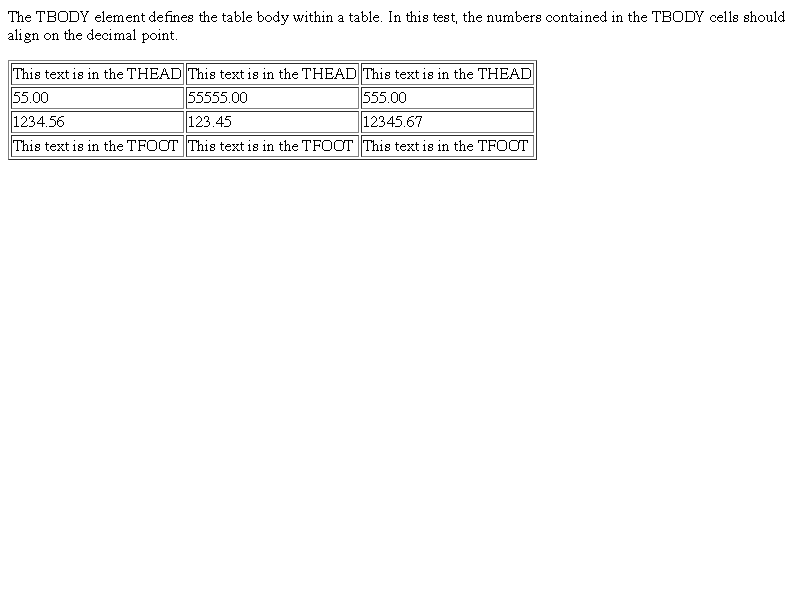 The TBODY element defines the table body within a table. In this test, the numbers contained in the TBODY cells should
align on the decimal point.
This text is in the THEAD This text is in the THEAD This text is in the THEAD
55.00 55555.00 555.00
1234.56 123.45 12345.67
This text is in the TFOOT This text is in the TFOOT This text is in the TFOOT